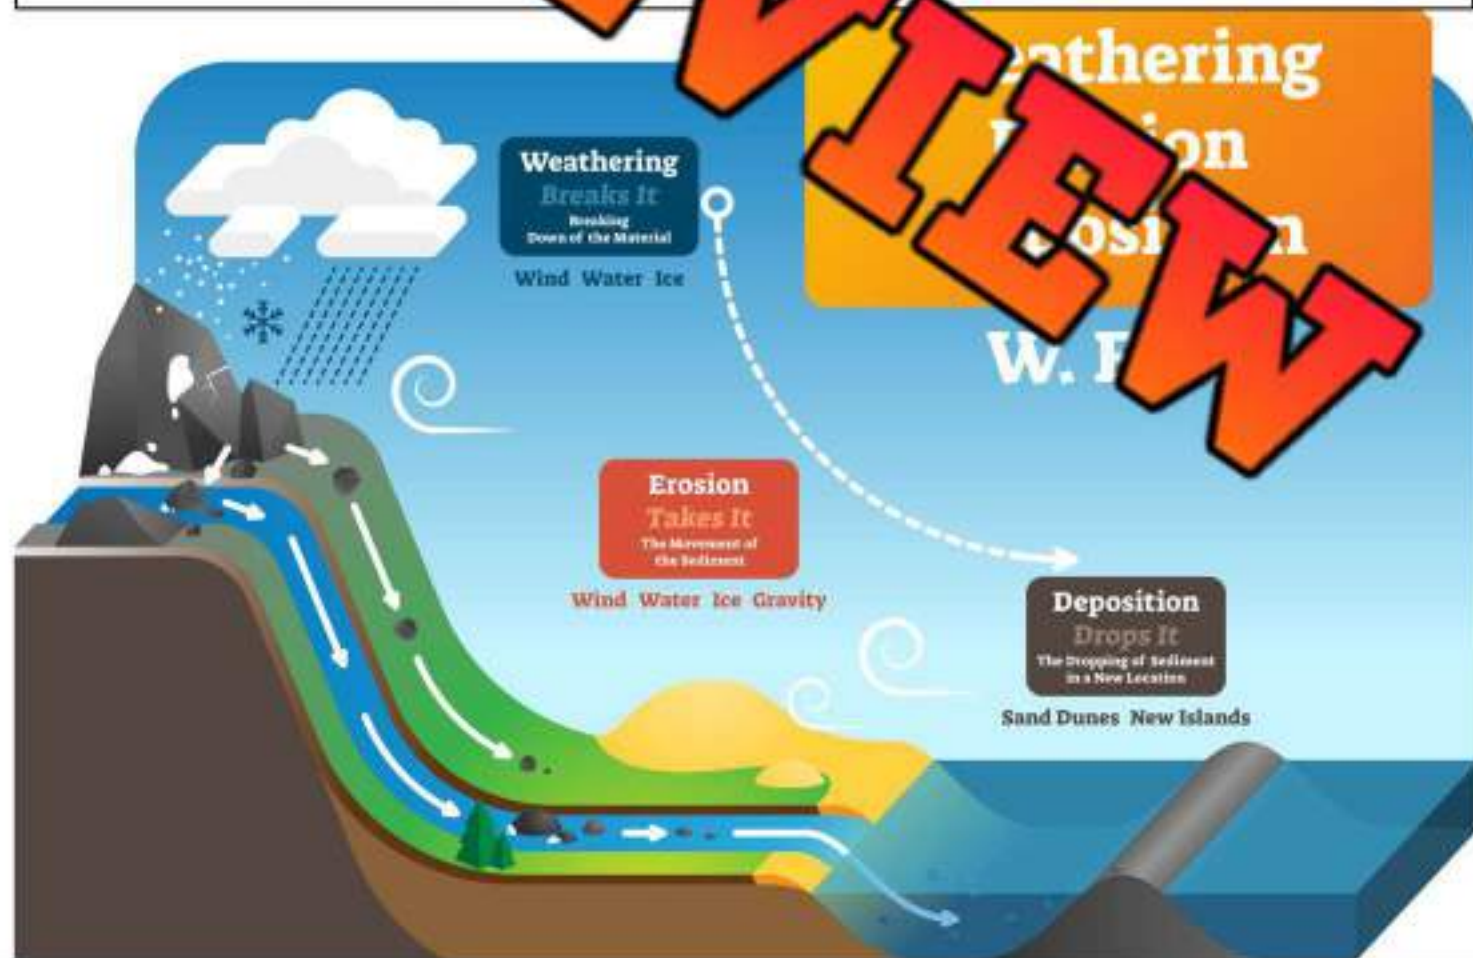 Weathering
Breaks It
Breaking
Down of the Material
Wind Water Ice
Erosion
Takes It
The Movement of
the Sediment
Wind Water Ice Gravity
Deposition
Drops It
The Dropping of Sediment
in a New Location
Sand Dunes New Islands
W.